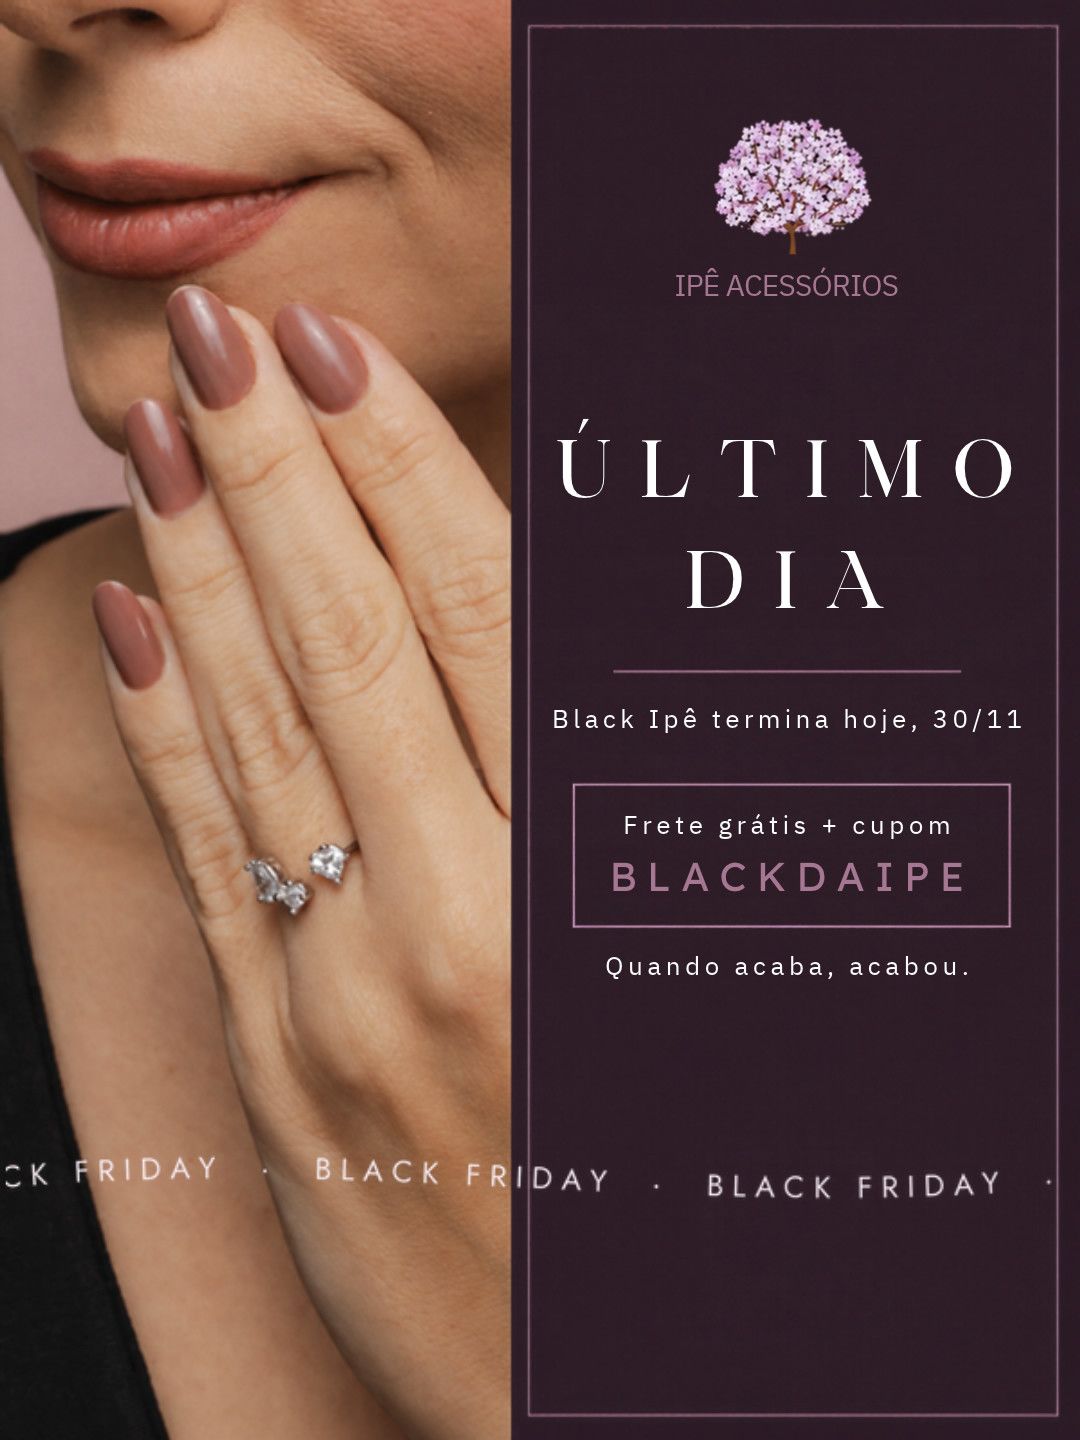 IPÊ ACESSÓRIOS
ÚLTIMO
DIA
Black Ipê termina hoje, 30/11
Frete grátis + cupom
BLACKDAIPE
Quando acaba, acabou.
CK FRIDAY · BLACK FRIDAY · BLACK FRIDAY ·